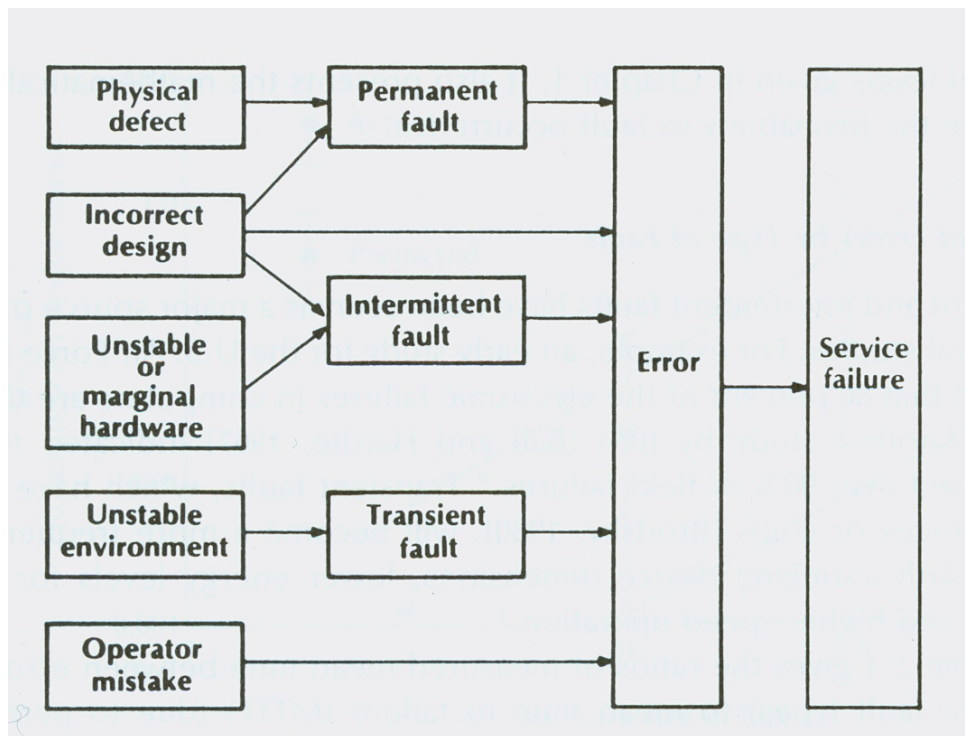 Physical
defect
Permanent
fault
Incorrect
design
Intermittent
fault
Unstable
or
marginal
hardware
Unstable
environment
Transient
fault
Operator
mistake
Error
Service
failure